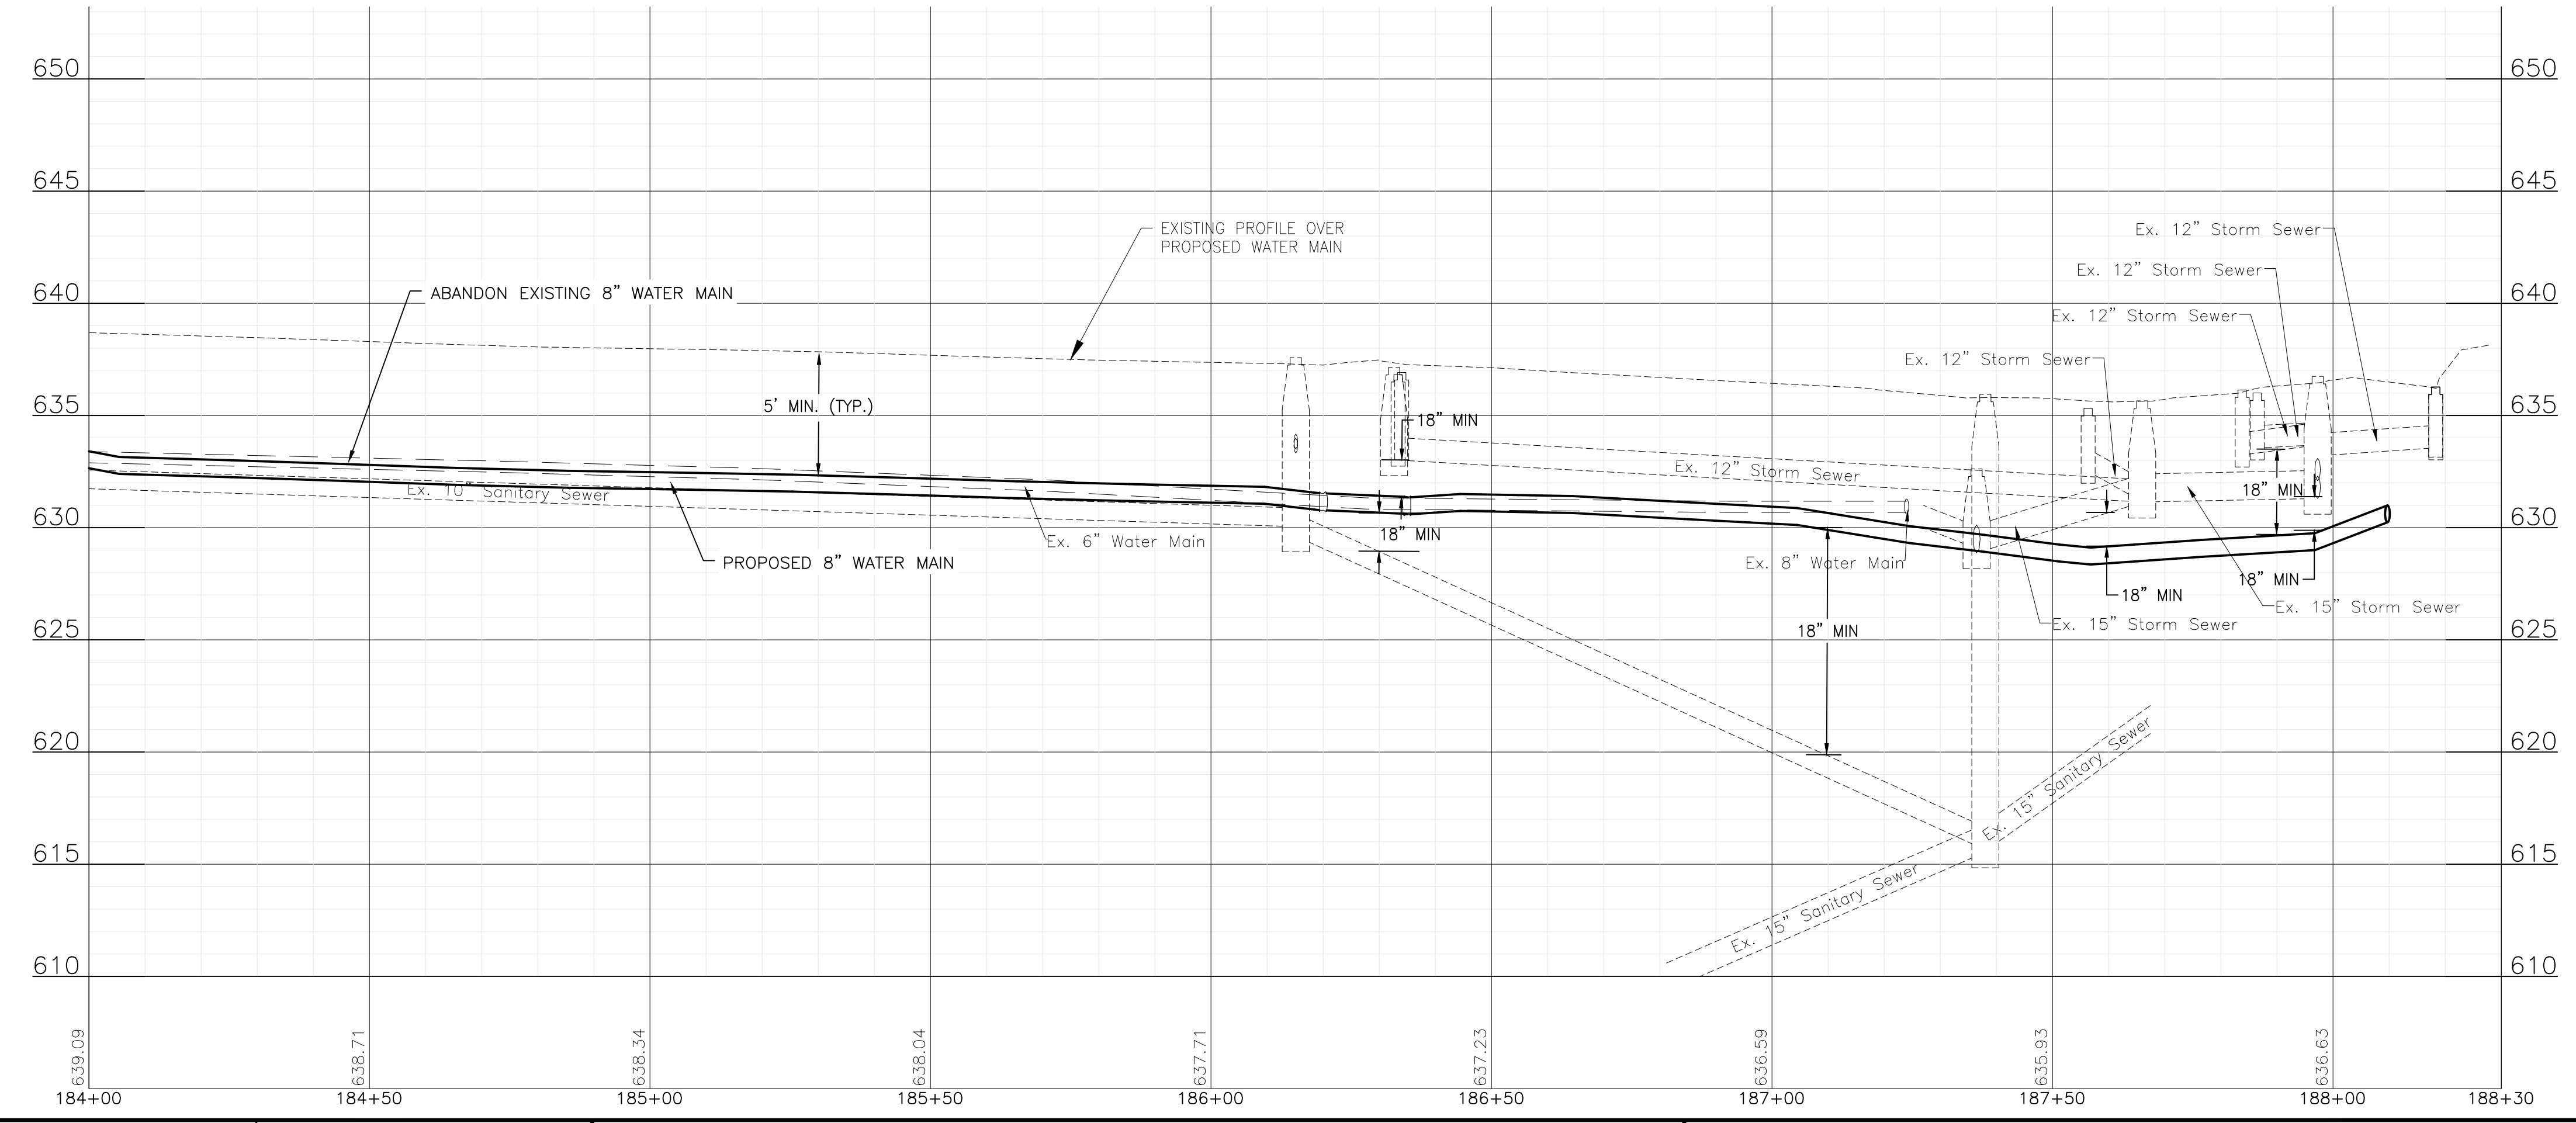 650
650
645
645
EXISTING PROFILE OVER
PROPOSED WATER MAIN
Ex. 12” Storm Sewer
Ex. 12” Storm Sewer
ABANDON EXISTING 8” WATER MAIN
640
640
Ex. 12” Storm Sewer
Ex. 12” Storm Sewer
5’ MIN. (TYP.)
635
18” MIN
635
Ex. 12” Storm Sewer
Ex. 10” Sanitary Sewer
18” MIN
630
630
18” MIN
Ex. 6” Water Main
PROPOSED 8” WATER MAIN
Ex. 8” Water Main
18” MIN
18” MIN
Ex. 15” Storm Sewer
Ex. 15” Storm Sewer
18” MIN
625
625
620
620
Ex. 15” Sanitary Sewer
615
615
Ex. 15” Sanitary Sewer
610
610
639.09
638.71
638.34
638.04
637.71
637.23
636.59
635.93
636.63
184+00
184+50
185+00
185+50
186+00
186+50
187+00
187+50
188+00
188+30